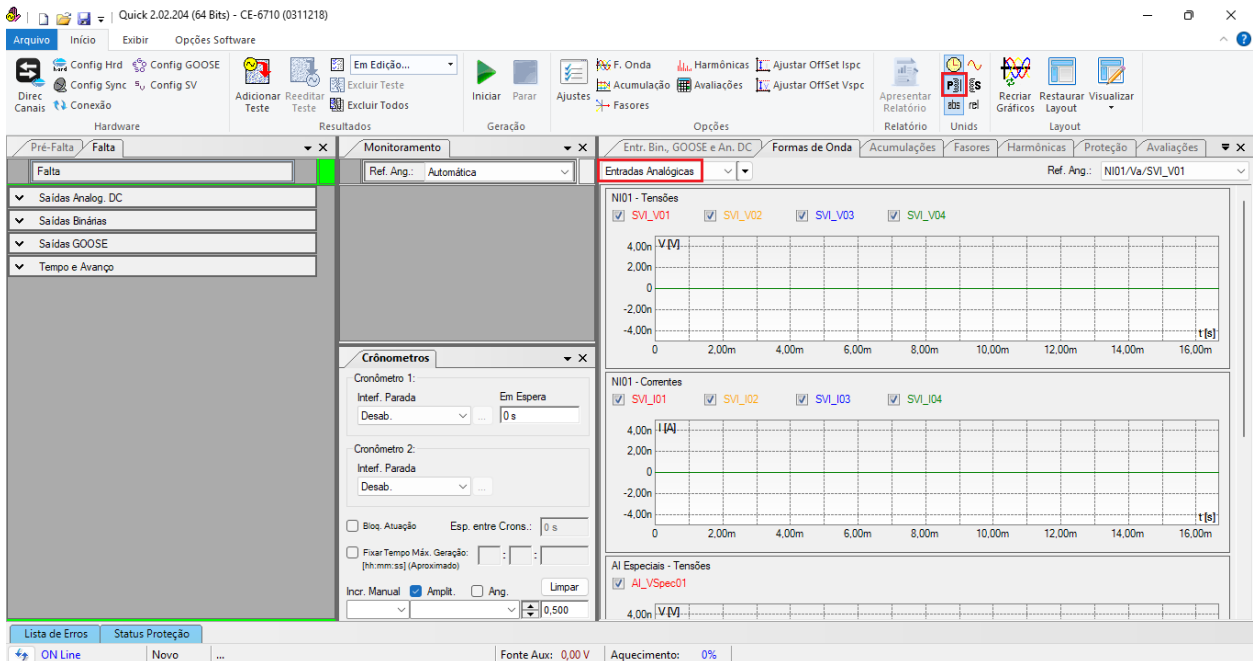 Quick 2.02.204 (64 Bits) - CE-6710 (0311218)
Arquivo Início Exibir Opções Software
Direc Canais
Config Hrd Config GOOSE
Config Sync Config SV
Conexão
Hardware
Adicionar Teste
Reeditar Teste
Em Edição...
Excluir Teste
Excluir Todos
Resultados
Iniciar Parar
Geração
Ajustes
F. Onda Harmônicas Ajustar OffSet Ispc
Acumulação Avaliações Ajustar OffSet Vspc
Fasores
Opções
Apresentar Relatório
Relatório
P S
abs rel
Unids
Recriar Gráficos
Restaurar Layout
Visualizar
Layout
Pré-Falta Falta
Falta
Saídas Analog. DC
Saídas Binárias
Saídas GOOSE
Tempo e Avanço
Monitoramento
Ref. Ang.: Automática
Crônometros
Cronômetro 1:
Interf. Parada Em Espera
Desab. ... 0 s
Cronômetro 2:
Interf. Parada
Desab. ...
Bloq. Atuação Esp. entre Crons.: 0 s
Fixar Tempo Máx. Geração: : :
[hh:mm:ss] (Aproximado)
Limpar
Incr. Manual Amplit. Ang.
0,500
Entr. Bin., GOOSE e An. DC Formas de Onda Acumulações Fasores Harmônicas Proteção Avaliações
Entradas Analógicas Ref. Ang.: NI01/Va/SVI_V01
NI01 - Tensões
SVI_V01 SVI_V02 SVI_V03 SVI_V04
V [V]
4,00n
2,00n
0
-2,00n
-4,00n
t [s]
0 2,00m 4,00m 6,00m 8,00m 10,00m 12,00m 14,00m 16,00m
NI01 - Correntes
SVI_I01 SVI_I02 SVI_I03 SVI_I04
I [A]
4,00n
2,00n
0
-2,00n
-4,00n
t [s]
0 2,00m 4,00m 6,00m 8,00m 10,00m 12,00m 14,00m 16,00m
AI Especiais - Tensões
AI_VSpec01
4,00n V [V]
Lista de Erros Status Proteção
ON Line Novo ... Fonte Aux: 0,00 V Aquecimento: 0%